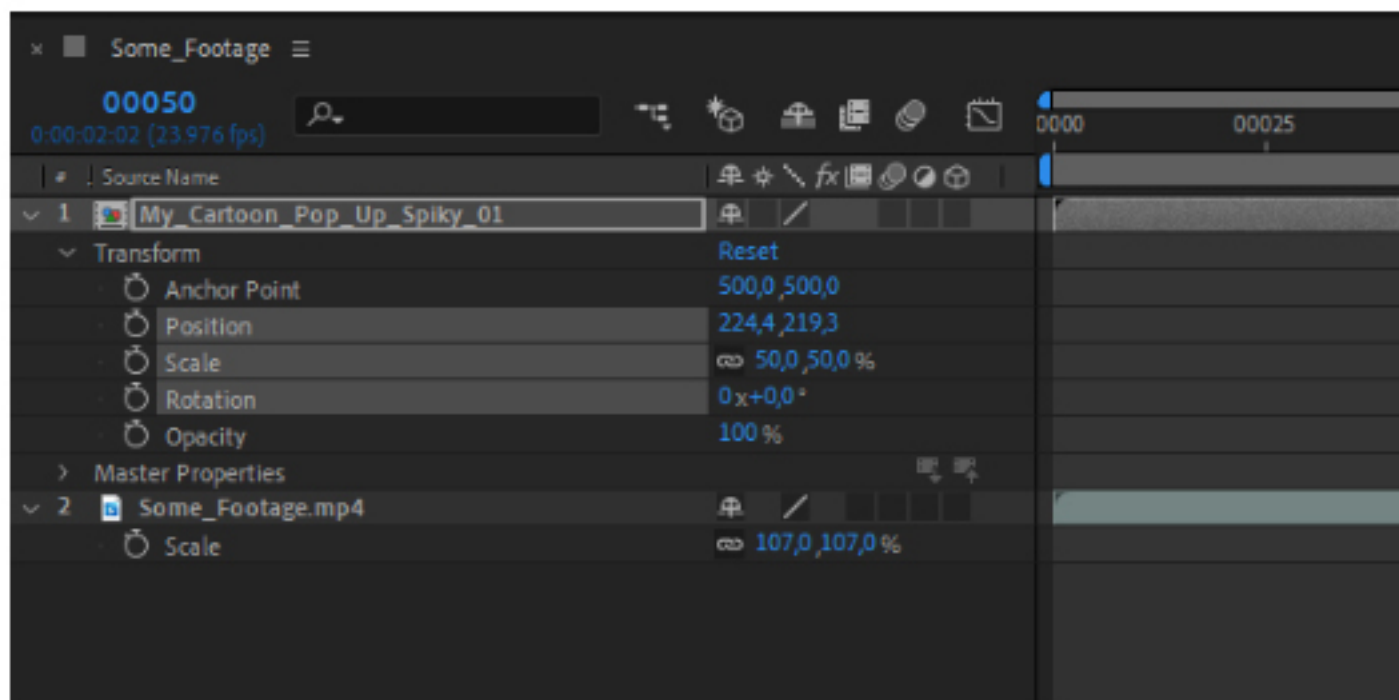 Some_Footage
00050
0:00:02:02 (23.976 fps)
0000 00025
# Source Name fx
1 My_Cartoon_Pop_Up_Spiky_01
Transform Reset
Anchor Point 500,0,500,0
Position 224,4,219,3
Scale 50,0,50,0 %
Rotation 0x+0,0°
Opacity 100 %
Master Properties
2 Some_Footage.mp4
Scale 107,0,107,0 %